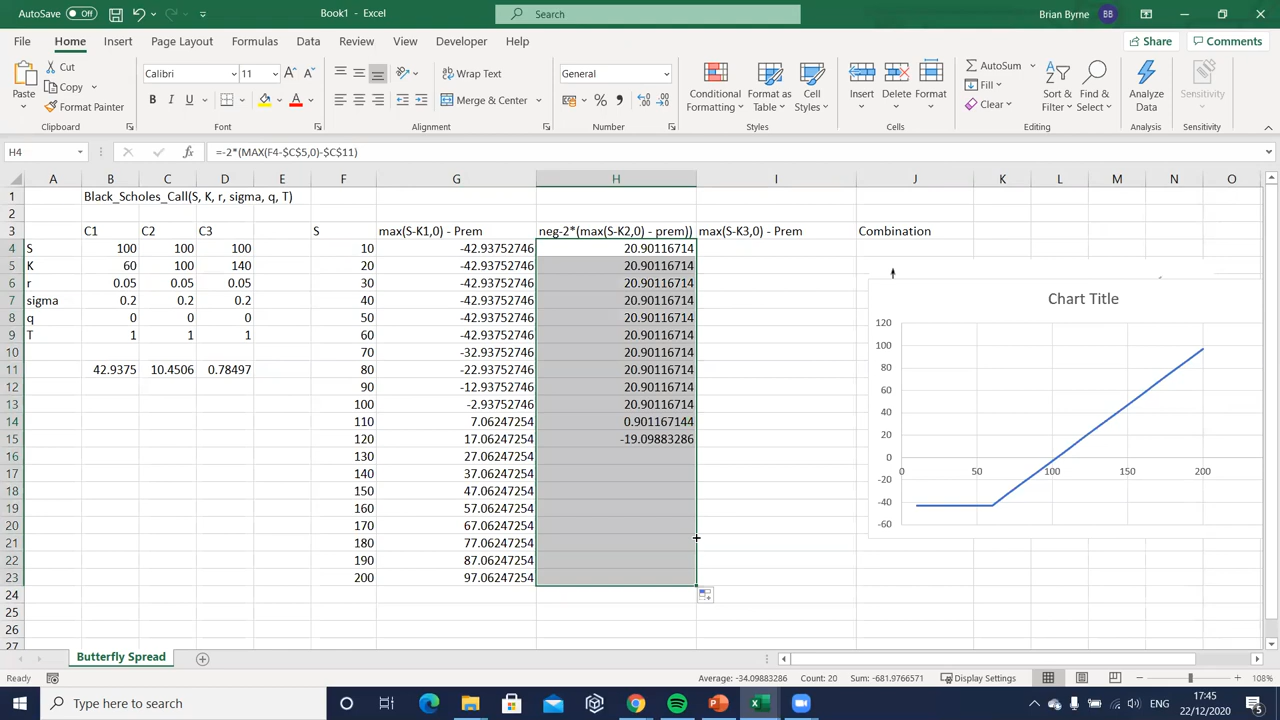 AutoSave Off Book1 - Excel Search Brian Byrne BB
File Home Insert Page Layout Formulas Data Review View Developer Help Share Comments
Paste Cut Copy Format Painter Clipboard
Calibri 11 B I U A Font
Wrap Text Merge & Center Alignment
General % Number
Conditional Formatting Format as Table Cell Styles Styles
Insert Delete Format Cells
AutoSum Fill Clear Sort & Filter Find & Select Editing
Analyze Data Analysis
Sensitivity Sensitivity
H4 fx =-2*(MAX(F4-$C$5,0)-$C$11)
A B C D E F G H I J K L M N O
1 Black_Scholes_Call(S, K, r, sigma, q, T)
2
3 C1 C2 C3 S max(S-K1,0) - Prem neg-2*(max(S-K2,0) - prem)) max(S-K3,0) - Prem Combination
4 S 100 100 100 10 -42.93752746 20.90116714
5 K 60 100 140 20 -42.93752746 20.90116714
6 r 0.05 0.05 0.05 30 -42.93752746 20.90116714
7 sigma 0.2 0.2 0.2 40 -42.93752746 20.90116714
8 q 0 0 0 50 -42.93752746 20.90116714
9 T 1 1 1 60 -42.93752746 20.90116714
10 70 -32.93752746 20.90116714
11 42.9375 10.4506 0.78497 80 -22.93752746 20.90116714
12 90 -12.93752746 20.90116714
13 100 -2.93752746 20.90116714
14 110 7.06247254 0.901167144
15 120 17.06247254 -19.09883286
16 130 27.06247254
17 140 37.06247254
18 150 47.06247254
19 160 57.06247254
20 170 67.06247254
21 180 77.06247254
22 190 87.06247254
23 200 97.06247254
24
25
26
27
Chart Title
120
100
80
60
40
20
0
-20
-40
-60
0 50 100 150 200
Butterfly Spread
Ready Average: -34.09883286 Count: 20 Sum: -681.9766571 Display Settings 108%
Type here to search 17:45
22/12/2020